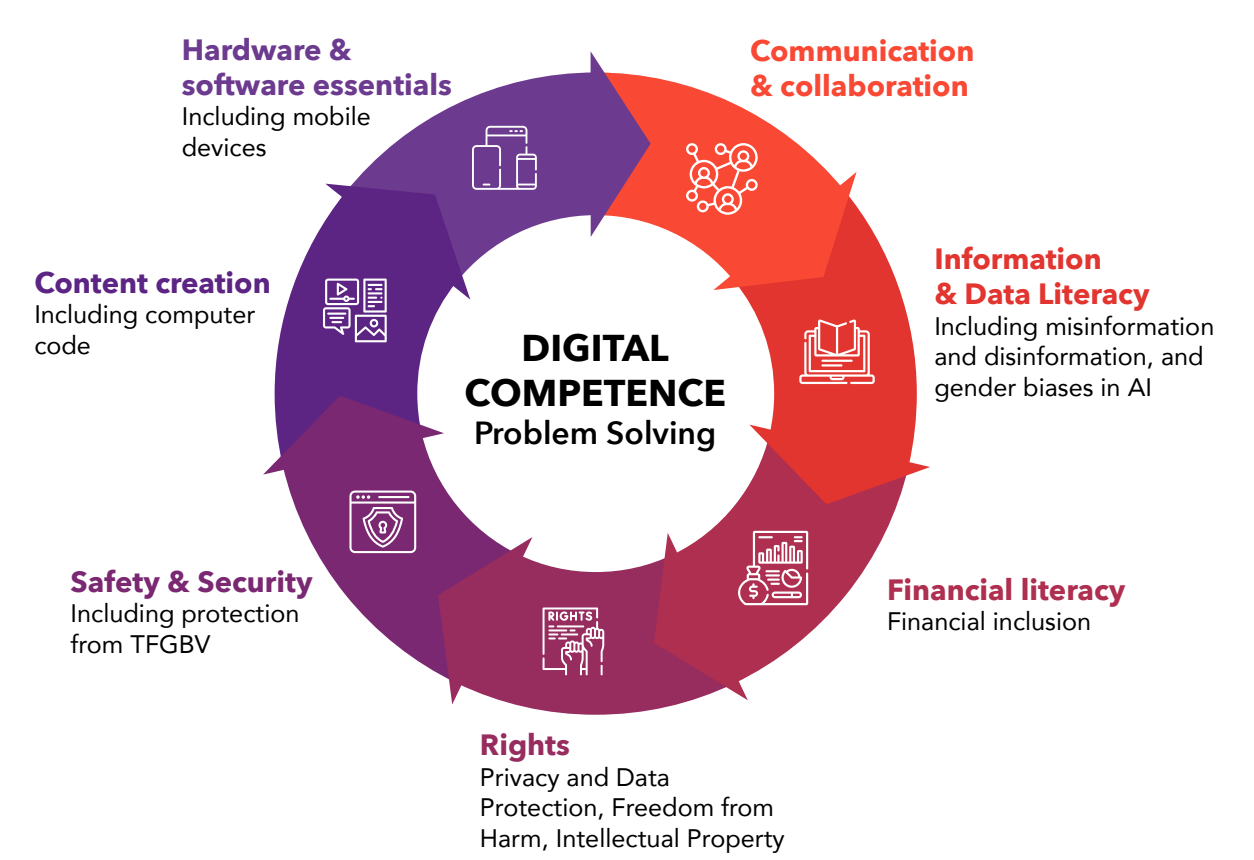 Hardware &
software essentials
Including mobile
devices
Communication
& collaboration
Information
& Data Literacy
Including misinformation
and disinformation, and
gender biases in AI
Content creation
Including computer
code
DIGITAL
COMPETENCE
Problem Solving
Safety & Security
Including protection
from TFGBV
Financial literacy
Financial inclusion
$
RIGHTS
Rights
Privacy and Data
Protection, Freedom from
Harm, Intellectual Property